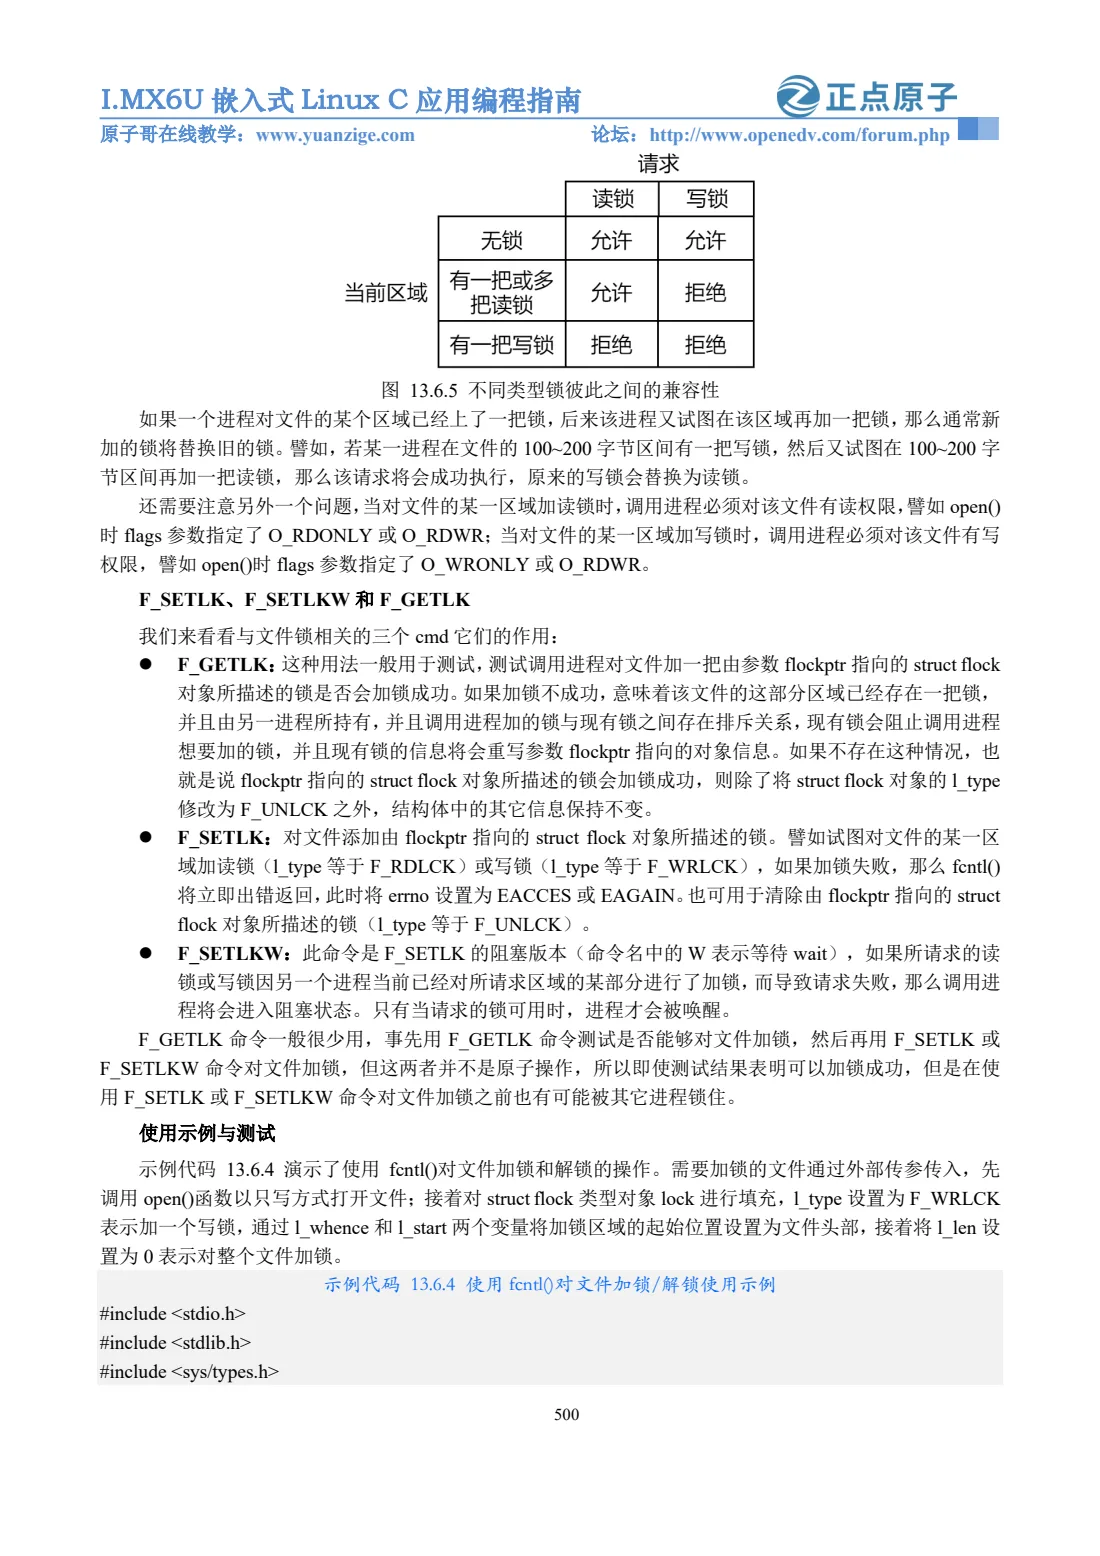 I.MX6U 嵌入式 Linux C 应用编程指南
正点原子
原子哥在线教学：www.yuanzige.com 论坛：http://www.openedv.com/forum.php
请求
读锁 写锁
无锁 允许 允许
当前区域 有一把或多把读锁 允许 拒绝
有一把写锁 拒绝 拒绝
图 13.6.5 不同类型锁彼此之间的兼容性
如果一个进程对文件的某个区域已经上了一把锁，后来该进程又试图在该区域再加一把锁，那么通常新
加的锁将替换旧的锁。譬如，若某一进程在文件的 100~200 字节区间有一把写锁，然后又试图在 100~200 字
节区间再加一把读锁，那么该请求将会成功执行，原来的写锁会替换为读锁。
还需要注意另外一个问题，当对文件的某一区域加读锁时，调用进程必须对该文件有读权限，譬如 open()
时 flags 参数指定了 O_RDONLY 或 O_RDWR；当对文件的某一区域加写锁时，调用进程必须对该文件有写
权限，譬如 open()时 flags 参数指定了 O_WRONLY 或 O_RDWR。
F_SETLK、F_SETLKW 和 F_GETLK
我们来看看与文件锁相关的三个 cmd 它们的作用：
● F_GETLK：这种用法一般用于测试，测试调用进程对文件加一把由参数 flockptr 指向的 struct flock
对象所描述的锁是否会加锁成功。如果加锁不成功，意味着该文件的这部分区域已经存在一把锁，
并且由另一进程所持有，并且调用进程加的锁与现有锁之间存在排斥关系，现有锁会阻止调用进程
想要加的锁，并且现有锁的信息将会重写参数 flockptr 指向的对象信息。如果不存在这种情况，也
就是说 flockptr 指向的 struct flock 对象所描述的锁会加锁成功，则除了将 struct flock 对象的 l_type
修改为 F_UNLCK 之外，结构体中的其它信息保持不变。
● F_SETLK：对文件添加由 flockptr 指向的 struct flock 对象所描述的锁。譬如试图对文件的某一区
域加读锁（l_type 等于 F_RDLCK）或写锁（l_type 等于 F_WRLCK），如果加锁失败，那么 fcntl()
将立即出错返回，此时将 errno 设置为 EACCES 或 EAGAIN。也可用于清除由 flockptr 指向的 struct
flock 对象所描述的锁（l_type 等于 F_UNLCK）。
● F_SETLKW：此命令是 F_SETLK 的阻塞版本（命令名中的 W 表示等待 wait），如果所请求的读
锁或写锁因另一个进程当前已经对所请求区域的某部分进行了加锁，而导致请求失败，那么调用进
程将会进入阻塞状态。只有当请求的锁可用时，进程才会被唤醒。
F_GETLK 命令一般很少用，事先用 F_GETLK 命令测试是否能够对文件加锁，然后再用 F_SETLK 或
F_SETLKW 命令对文件加锁，但这两者并不是原子操作，所以即使测试结果表明可以加锁成功，但是在使
用 F_SETLK 或 F_SETLKW 命令对文件加锁之前也有可能被其它进程锁住。
使用示例与测试
示例代码 13.6.4 演示了使用 fcntl()对文件加锁和解锁的操作。需要加锁的文件通过外部传参传入，先
调用 open()函数以只写方式打开文件；接着对 struct flock 类型对象 lock 进行填充，l_type 设置为 F_WRLCK
表示加一个写锁，通过 l_whence 和 l_start 两个变量将加锁区域的起始位置设置为文件头部，接着将 l_len 设
置为 0 表示对整个文件加锁。
示例代码 13.6.4 使用 fcntl()对文件加锁/解锁使用示例
#include <stdio.h>
#include <stdlib.h>
#include <sys/types.h>
500